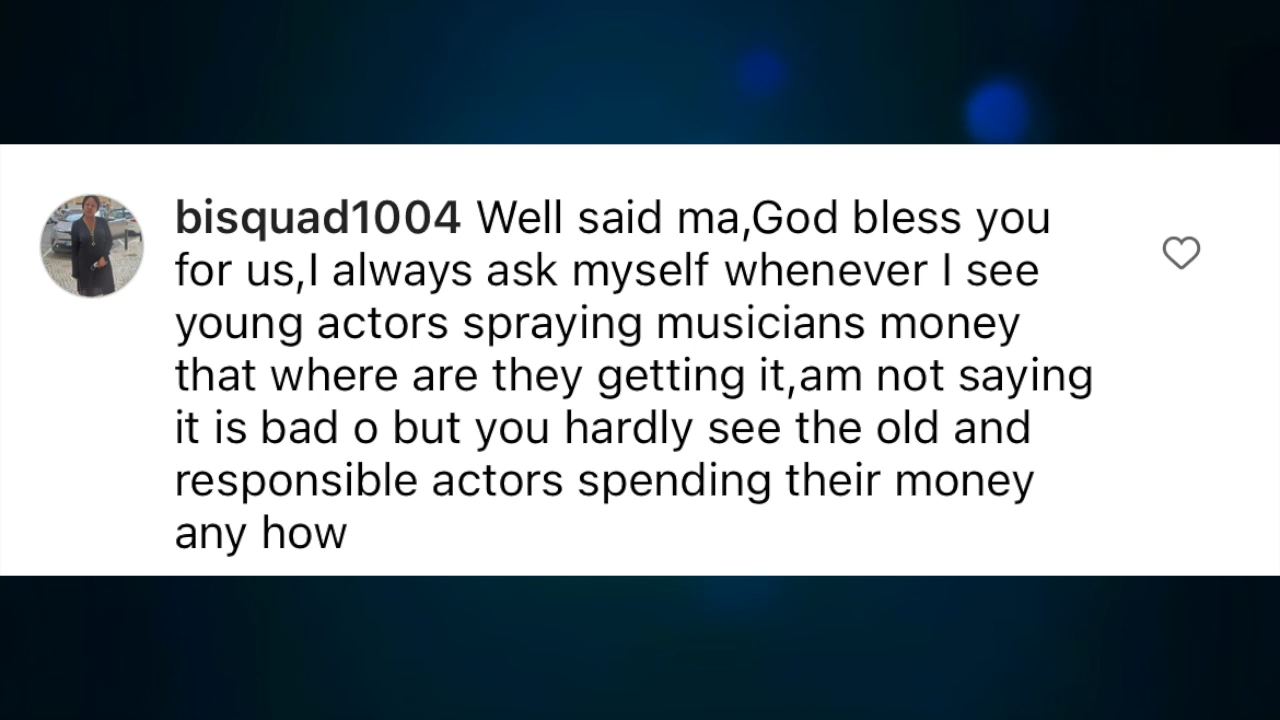 bisquad1004 Well said ma,God bless you
for us,I always ask myself whenever I see
young actors spraying musicians money
that where are they getting it,am not saying
it is bad o but you hardly see the old and
responsible actors spending their money
any how